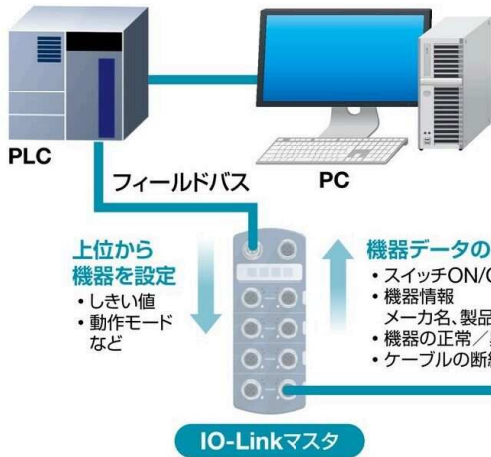 PLC
PC
フィールドバス
上位から
機器を設定
・しきい値
・動作モード
など
機器データの
・スイッチON/
・機器情報
メーカ名、製品
・機器の正常／
・ケーブルの断
IO-Linkマスタ